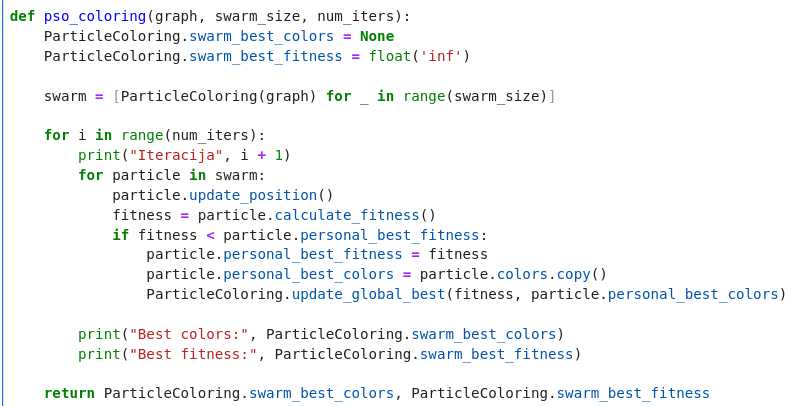 def pso_coloring(graph, swarm_size, num_iters):
    ParticleColoring.swarm_best_colors = None
    ParticleColoring.swarm_best_fitness = float('inf')

    swarm = [ParticleColoring(graph) for _ in range(swarm_size)]

    for i in range(num_iters):
        print("Iteracija", i + 1)
        for particle in swarm:
            particle.update_position()
            fitness = particle.calculate_fitness()
            if fitness < particle.personal_best_fitness:
                particle.personal_best_fitness = fitness
                particle.personal_best_colors = particle.colors.copy()
                ParticleColoring.update_global_best(fitness, particle.personal_best_colors)

        print("Best colors:", ParticleColoring.swarm_best_colors)
        print("Best fitness:", ParticleColoring.swarm_best_fitness)

    return ParticleColoring.swarm_best_colors, ParticleColoring.swarm_best_fitness